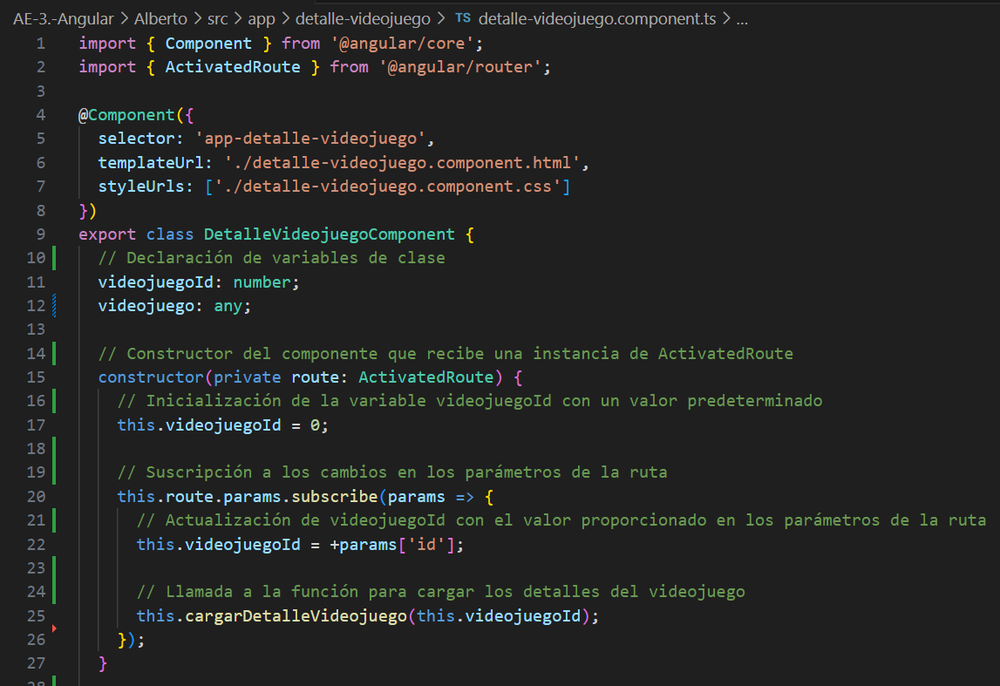 AE-3.-Angular > Alberto > src > app > detalle-videojuego > TS detalle-videojuego.component.ts > ...
1 import { Component } from '@angular/core';
2 import { ActivatedRoute } from '@angular/router';
3
4 @Component({
5   selector: 'app-detalle-videojuego',
6   templateUrl: './detalle-videojuego.component.html',
7   styleUrls: ['./detalle-videojuego.component.css']
8 })
9 export class DetalleVideojuegoComponent {
10   // Declaración de variables de clase
11   videojuegoId: number;
12   videojuego: any;
13
14   // Constructor del componente que recibe una instancia de ActivatedRoute
15   constructor(private route: ActivatedRoute) {
16     // Inicialización de la variable videojuegoId con un valor predeterminado
17     this.videojuegoId = 0;
18
19     // Suscripción a los cambios en los parámetros de la ruta
20     this.route.params.subscribe(params => {
21       // Actualización de videojuegoId con el valor proporcionado en los parámetros de la ruta
22       this.videojuegoId = +params['id'];
23
24       // Llamada a la función para cargar los detalles del videojuego
25       this.cargarDetalleVideojuego(this.videojuegoId);
26     });
27   }
28